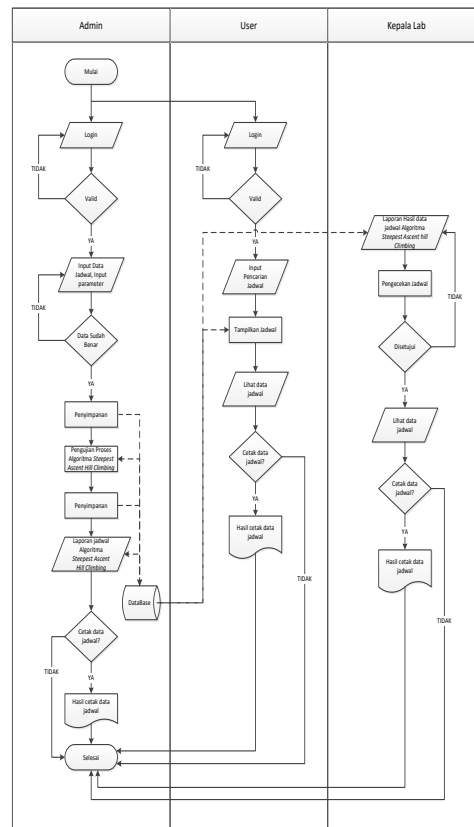 Admin
User
Kepala Lab
Mulai
Login
TIDAK
Valid
YA
Input Data
Jadwal, Input
parameter
TIDAK
Data Sudah
Benar
YA
Penyimpanan
Pengujian Proses
Algoritma Steepest
Ascent Hill Climbing
Penyimpanan
Laporan jadwal
Algoritma
Steepest Ascent
Hill Climbing
DataBase
Cetak data
jadwal?
TIDAK
YA
Hasil cetak data
jadwal
Selesai
Login
TIDAK
Valid
YA
Input
Pencarian
Jadwal
Tampilkan Jadwal
Lihat data
jadwal
Cetak data
jadwal?
YA
Hasil cetak data
jadwal
TIDAK
Laporan Hasil data
jadwal Algoritma
Steepest Ascent hill
Climbing
Pengecekan Jadwal
TIDAK
Disetujui
YA
Lihat data
jadwal
Cetak data
jadwal?
YA
Hasil cetak data
jadwal
TIDAK